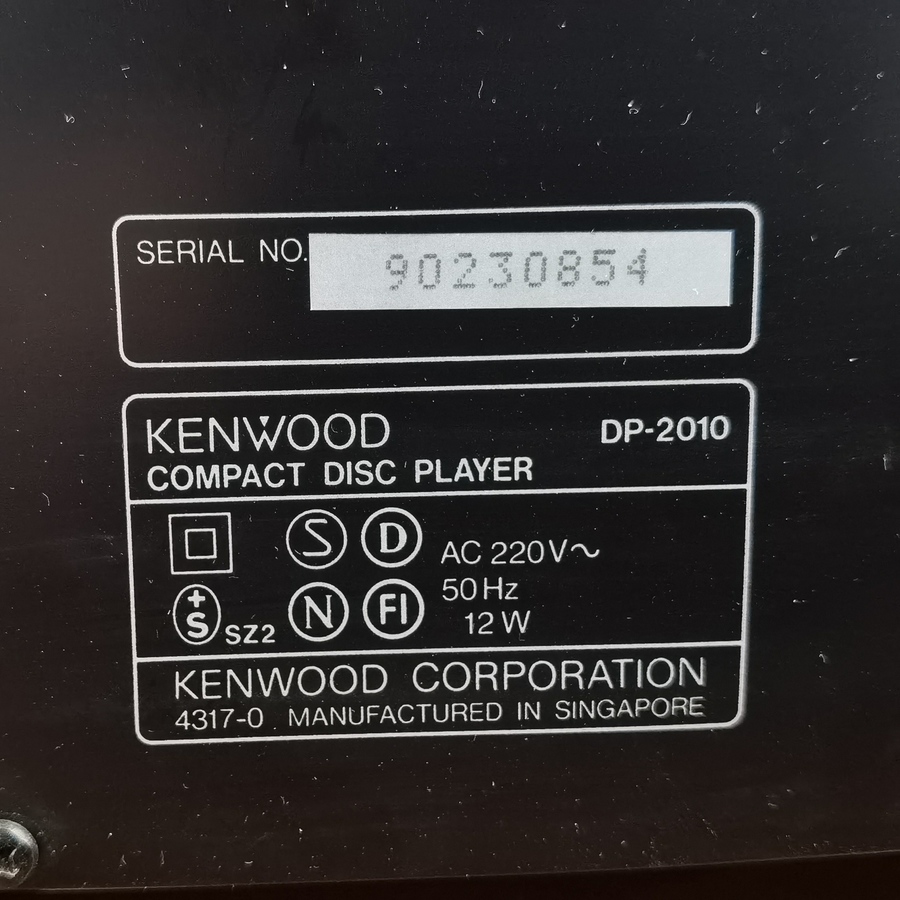 SERIAL NO. 90230854
KENWOOD DP-2010
COMPACT DISC PLAYER
S D AC 220V~
50Hz
+S SZ2 N FI 12W
KENWOOD CORPORATION
4317-0 MANUFACTURED IN SINGAPORE